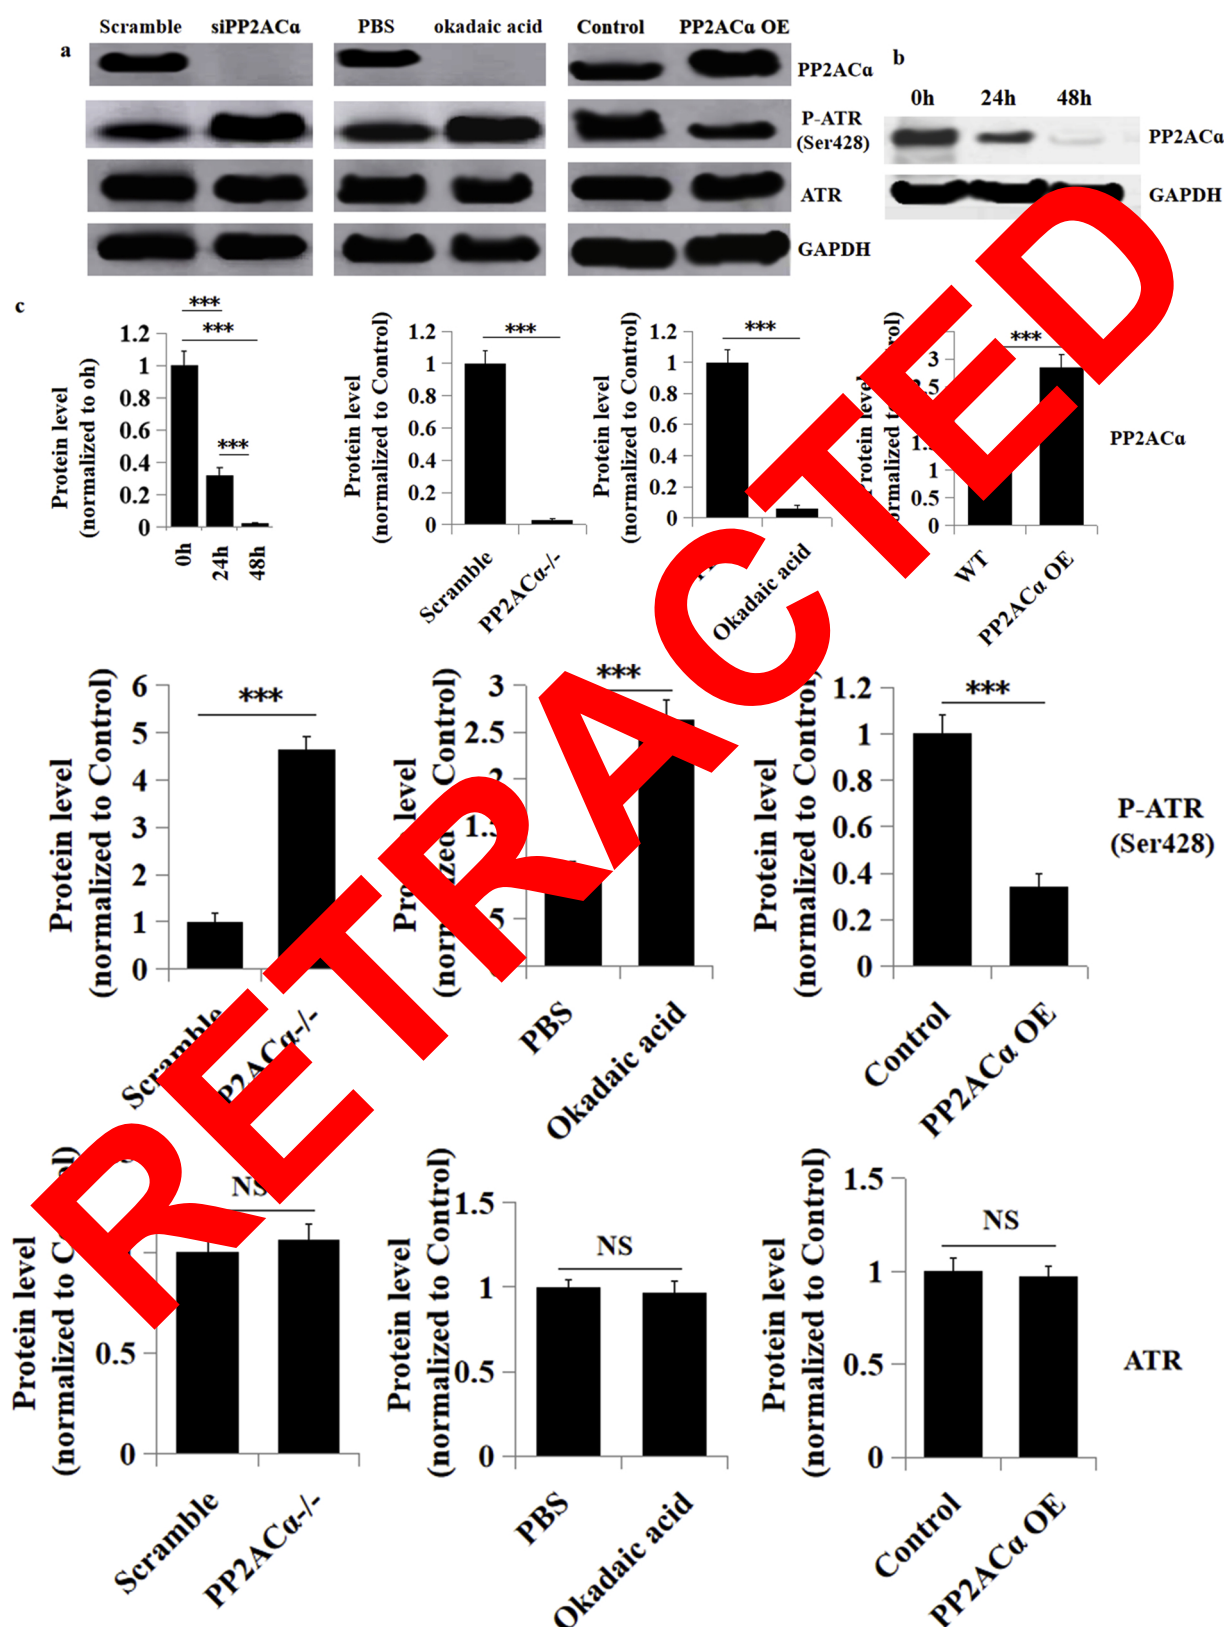 a
Scramble siPP2ACα PBS okadaic acid Control PP2ACα OE
PP2ACα
P-ATR
(Ser428)
ATR
GAPDH
b
0h 24h 48h
PP2ACα
GAPDH
c
Protein level
(normalized to oh)
1.2
1
0.8
0.6
0.4
0.2
0
***
***
***
0h
24h
48h
Protein level
(normalized to Control)
1.2
1
0.8
0.6
0.4
0.2
0
***
Scramble
PP2ACα-/-
Protein level
(normalized to Control)
1.2
1
0.8
0.6
0.4
0.2
0
***
Okadaic acid
3
1
0.5
0
***
WT
PP2ACα OE
PP2ACα
Protein level
(normalized to Control)
6
5
4
3
2
1
0
***
Scramble
Protein level
3
2.5
***
PBS
Okadaic acid
Protein level
(normalized to Control)
1.2
1
0.8
0.6
0.4
0.2
0
***
Control
PP2ACα OE
P-ATR
(Ser428)
Protein level
0.5
0
Scramble
PP2ACα-/-
Protein level
(normalized to Control)
1.5
1
0.5
0
NS
PBS
Okadaic acid
Protein level
(normalized to Control)
1.5
1
0.5
0
NS
Control
PP2ACα OE
ATR
RETRACTED